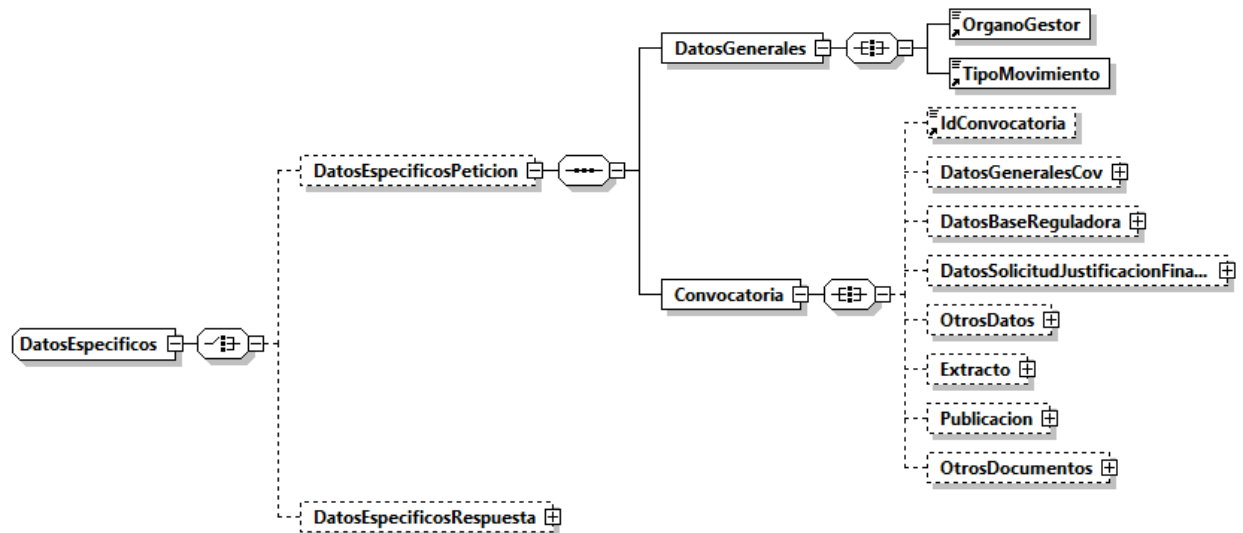 OrganoGestor
DatosGenerales
TipoMovimiento
IdConvocatoria
DatosEspecificosPeticion
DatosGeneralesCov
DatosBaseReguladora
DatosSolicitudJustificacionFina...
Convocatoria
OtrosDatos
DatosEspecificos
Extracto
Publicacion
OtrosDocumentos
DatosEspecificosRespuesta